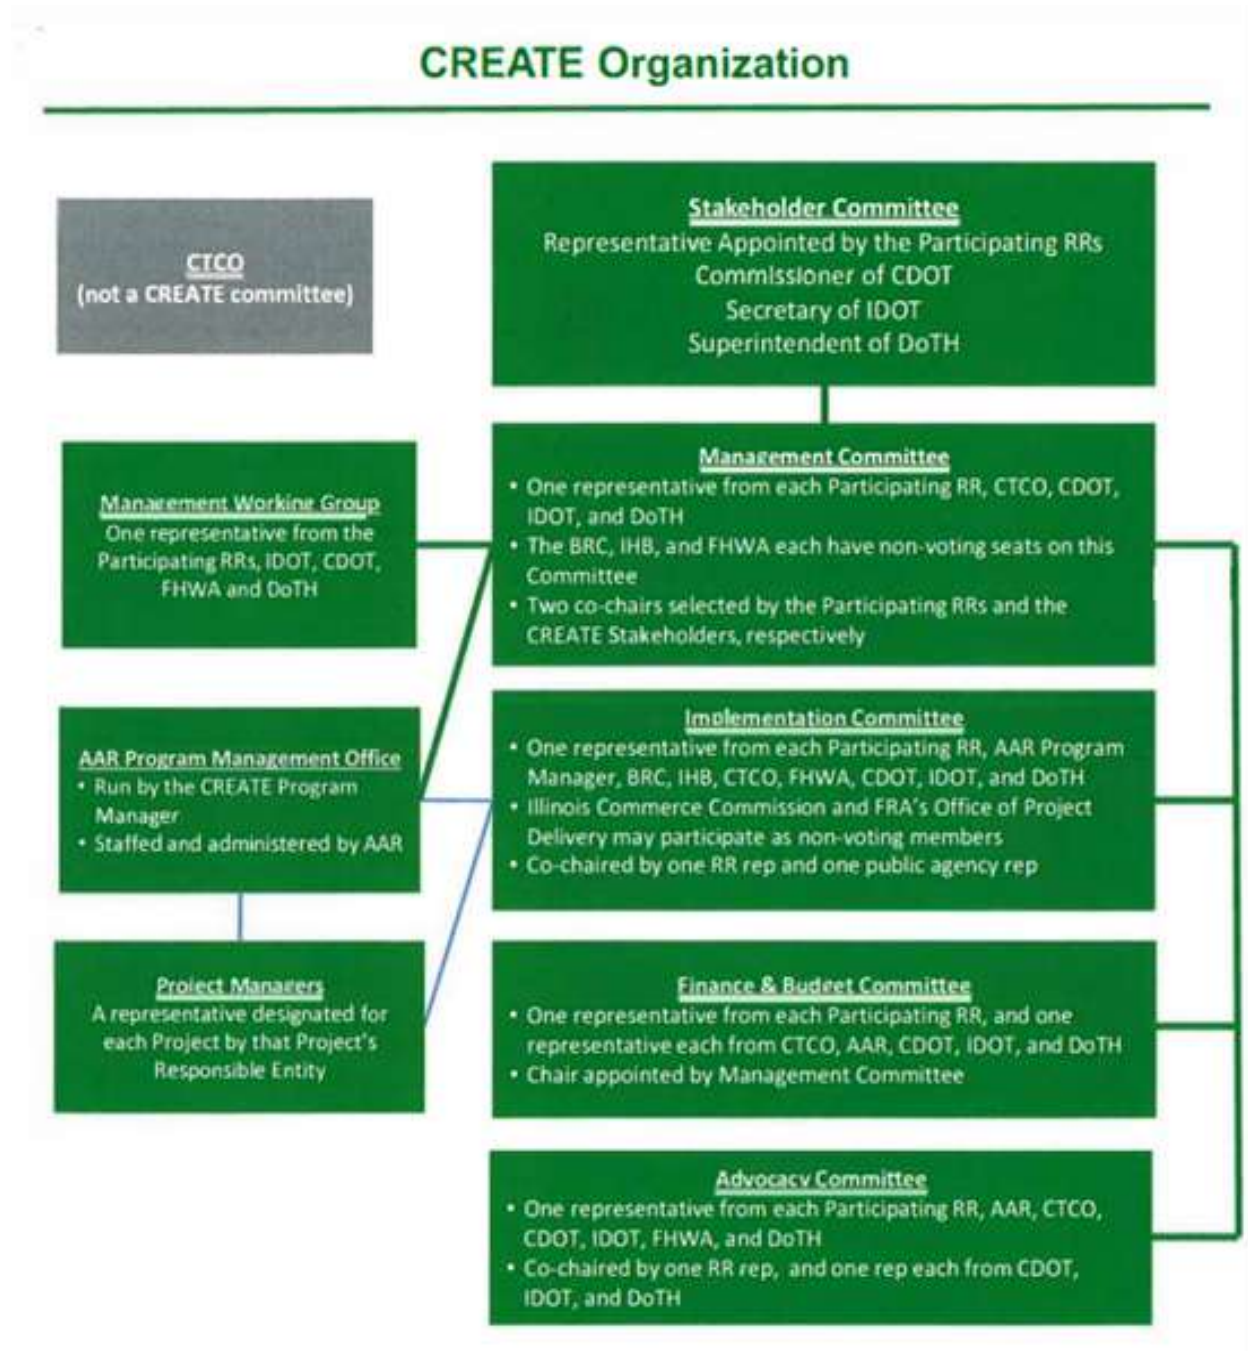 CREATE Organization
CTCO
(not a CREATE committee)
Stakeholder Committee
Representative Appointed by the Participating RRs
Commissioner of CDOT
Secretary of IDOT
Superintendent of DoTH
Management Working Group
One representative from the
Participating RRs, IDOT, CDOT,
FHWA and DoTH
Management Committee
• One representative from each Participating RR, CTCO, CDOT,
IDOT, and DoTH
• The BRC, IHB, and FHWA each have non-voting seats on this
Committee
• Two co-chairs selected by the Participating RRs and the
CREATE Stakeholders, respectively
AAR Program Management Office
• Run by the CREATE Program
Manager
• Staffed and administered by AAR
Implementation Committee
• One representative from each Participating RR, AAR Program
Manager, BRC, IHB, CTCO, FHWA, CDOT, IDOT, and DoTH
• Illinois Commerce Commission and FRA's Office of Project
Delivery may participate as non-voting members
• Co-chaired by one RR rep and one public agency rep
Project Managers
A representative designated for
each Project by that Project's
Responsible Entity
Finance & Budget Committee
• One representative from each Participating RR, and one
representative each from CTCO, AAR, CDOT, IDOT, and DoTH
• Chair appointed by Management Committee
Advocacy Committee
• One representative from each Participating RR, AAR, CTCO,
CDOT, IDOT, FHWA, and DoTH
• Co-chaired by one RR rep, and one rep each from CDOT,
IDOT, and DoTH